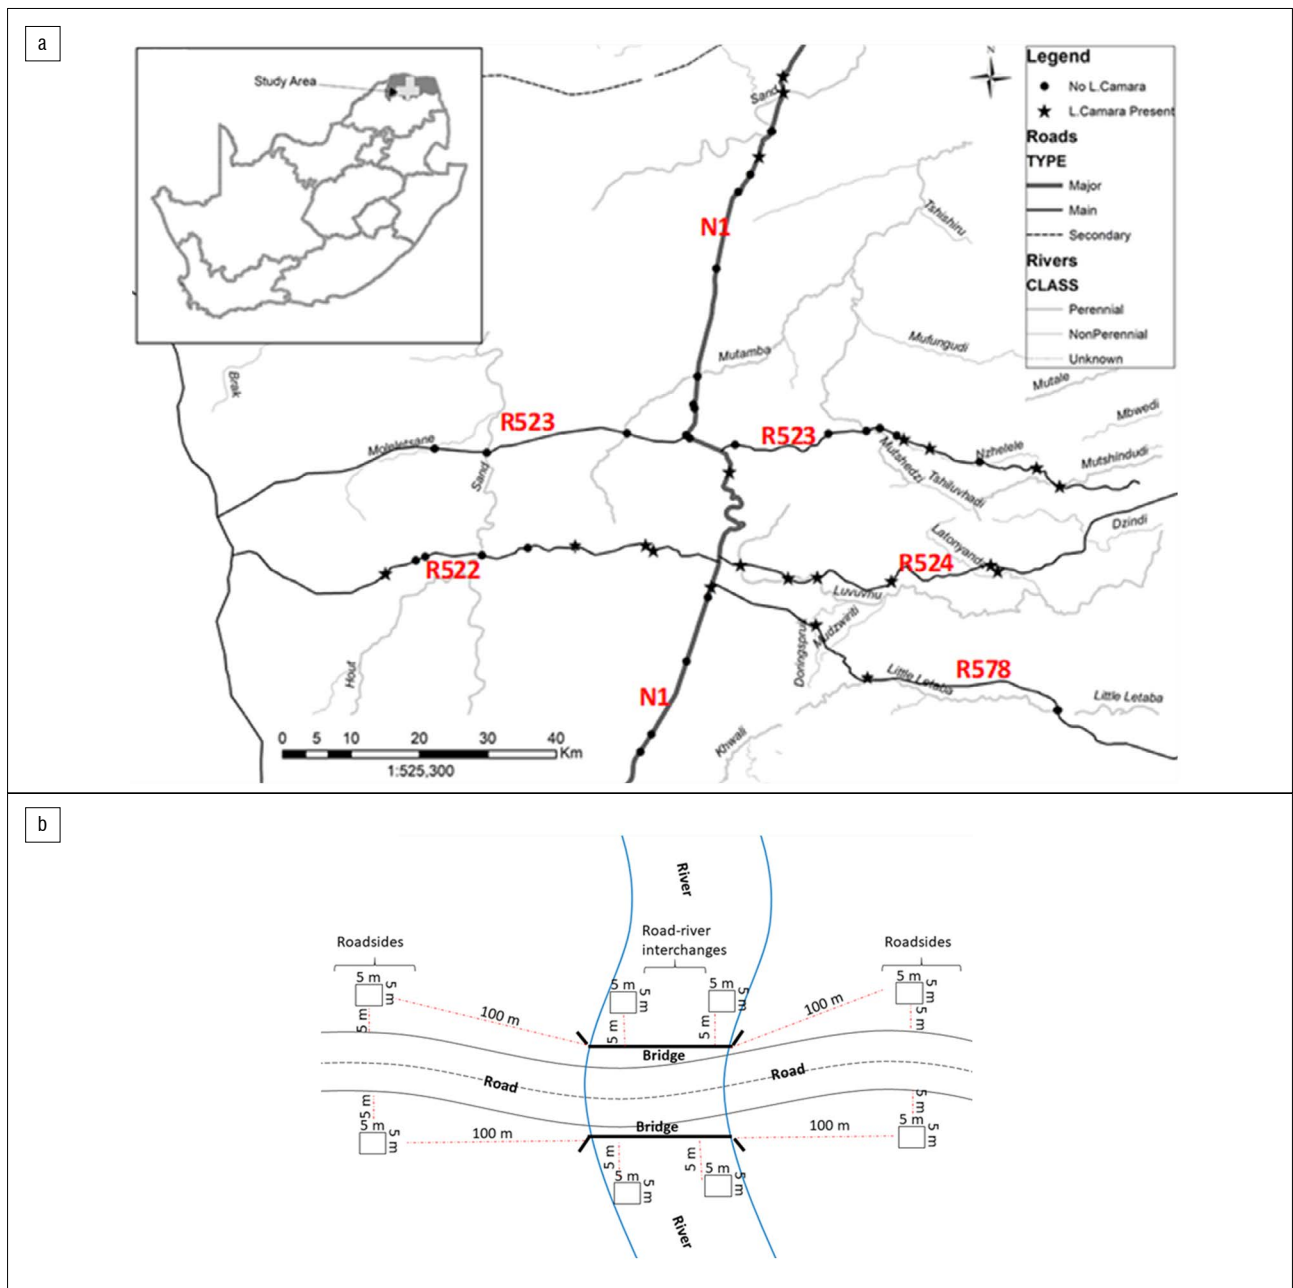 a
Study Area
N
Legend
No L.Camara
L.Camara Present
Roads
TYPE
Major
Main
Secondary
Rivers
CLASS
Perennial
NonPerennial
Unknown
Sand
N1
Tshishiru
Mutamba
Mufungudi
Mutale
Mbwedi
Brak
R523
R523
Moleletsane
Sand
Mutshedzi
Nzhelele
Mutshindudi
Tshiluvhadi
Dzindi
Latonyanda
R522
R524
Luvuvhu
Mudzwiriti
Doringspruit
Hout
N1
Little Letaba
R578
Little Letaba
Khwali
0 5 10 20 30 40
Km
1:525,300
b
River
Roadsides
Road-river
interchanges
Roadsides
5 m
5 m
5 m
100 m
5 m
5 m
5 m
5 m
5 m
5 m
100 m
5 m
5 m
5 m
Bridge
Road
Road
5 m
5 m
5 m
100 m
Bridge
100 m
5 m
5 m
5 m
5 m
5 m
5 m
5 m
5 m
5 m
River